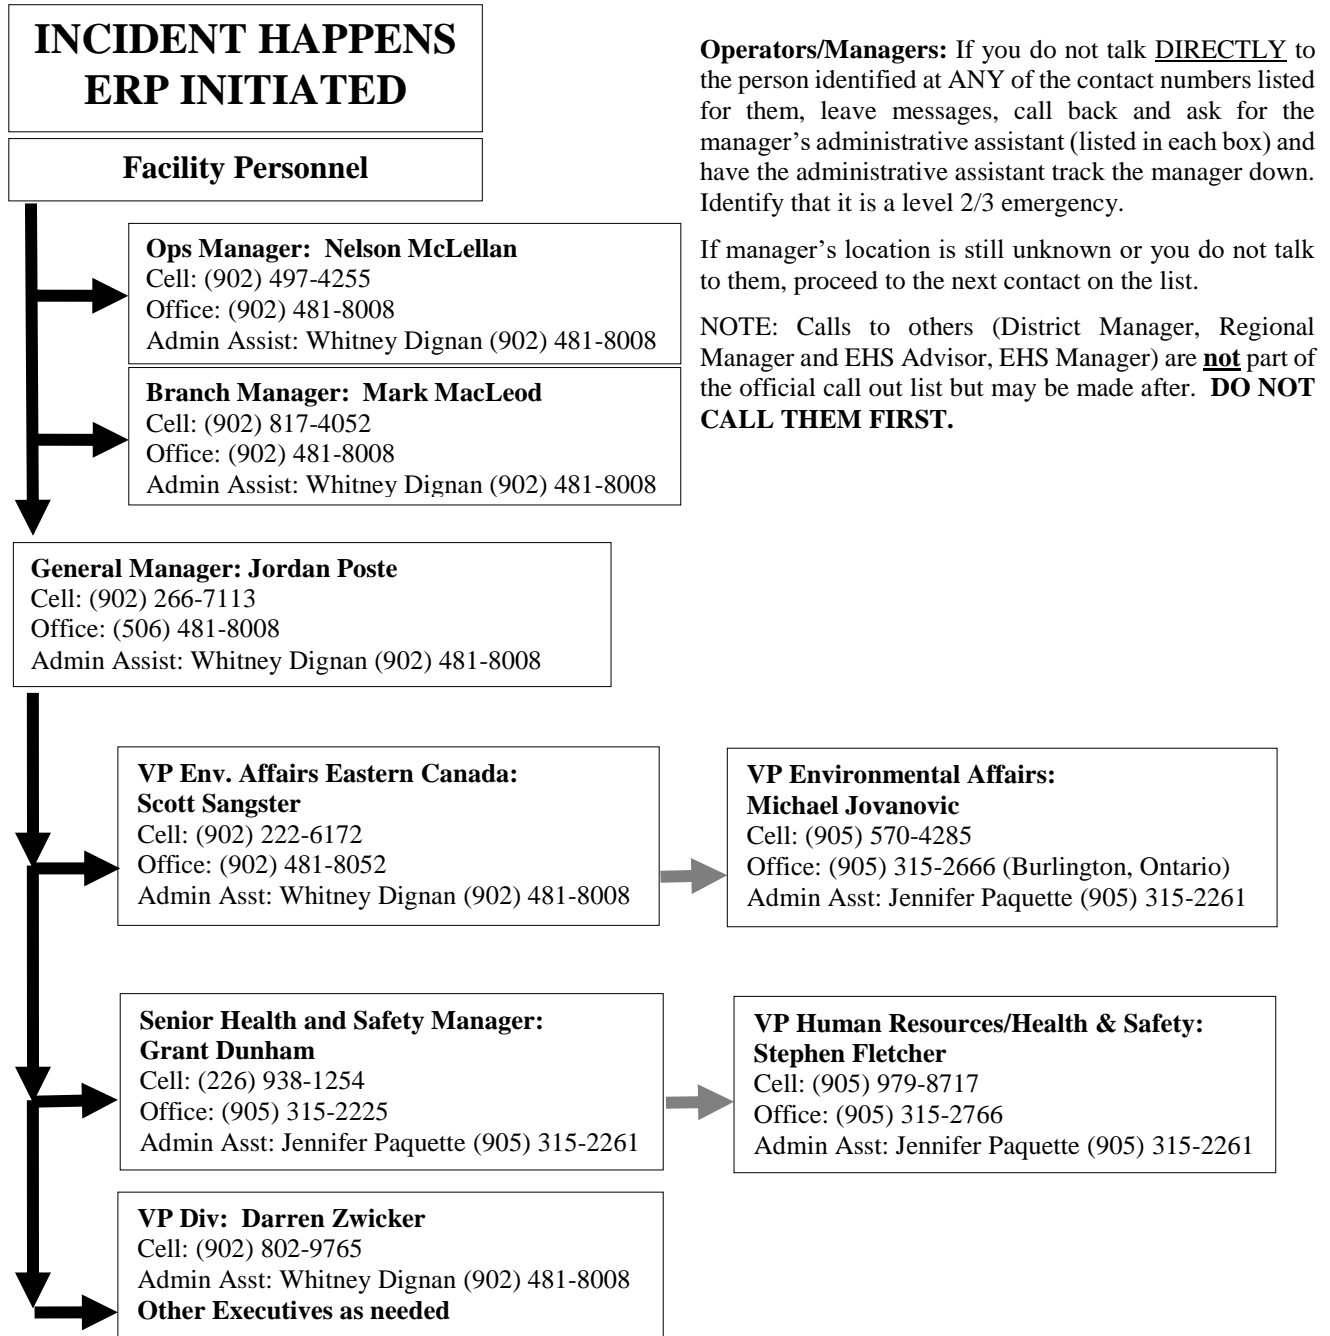 INCIDENT HAPPENS
ERP INITIATED
Facility Personnel
Operators/Managers: If you do not talk DIRECTLY to
the person identified at ANY of the contact numbers listed
for them, leave messages, call back and ask for the
manager's administrative assistant (listed in each box) and
have the administrative assistant track the manager down.
Identify that it is a level 2/3 emergency.
If manager's location is still unknown or you do not talk
to them, proceed to the next contact on the list.
NOTE: Calls to others (District Manager, Regional
Manager and EHS Advisor, EHS Manager) are not part of
the official call out list but may be made after. DO NOT
CALL THEM FIRST.
Ops Manager: Nelson McLellan
Cell: (902) 497-4255
Office: (902) 481-8008
Admin Assist: Whitney Dignan (902) 481-8008
Branch Manager: Mark MacLeod
Cell: (902) 817-4052
Office: (902) 481-8008
Admin Assist: Whitney Dignan (902) 481-8008
General Manager: Jordan Poste
Cell: (902) 266-7113
Office: (506) 481-8008
Admin Assist: Whitney Dignan (902) 481-8008
VP Env. Affairs Eastern Canada:
Scott Sangster
Cell: (902) 222-6172
Office: (902) 481-8052
Admin Asst: Whitney Dignan (902) 481-8008
VP Environmental Affairs:
Michael Jovanovic
Cell: (905) 570-4285
Office: (905) 315-2666 (Burlington, Ontario)
Admin Asst: Jennifer Paquette (905) 315-2261
Senior Health and Safety Manager:
Grant Dunham
Cell: (226) 938-1254
Office: (905) 315-2225
Admin Asst: Jennifer Paquette (905) 315-2261
VP Human Resources/Health & Safety:
Stephen Fletcher
Cell: (905) 979-8717
Office: (905) 315-2766
Admin Asst: Jennifer Paquette (905) 315-2261
VP Div: Darren Zwicker
Cell: (902) 802-9765
Admin Asst: Whitney Dignan (902) 481-8008
Other Executives as needed